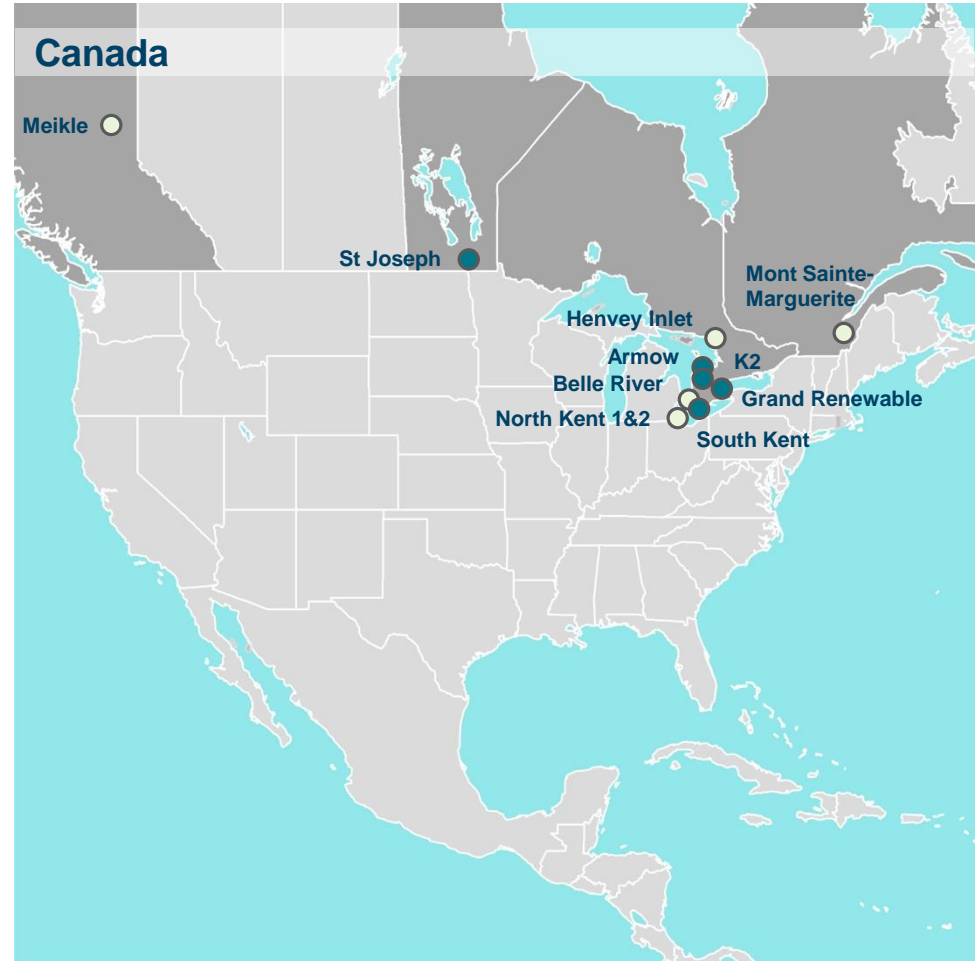 Canada
Meikle
St Joseph
Mont Sainte-
Marguerite
Henvey Inlet
Armow
K2
Belle River
Grand Renewable
North Kent 1&2
South Kent